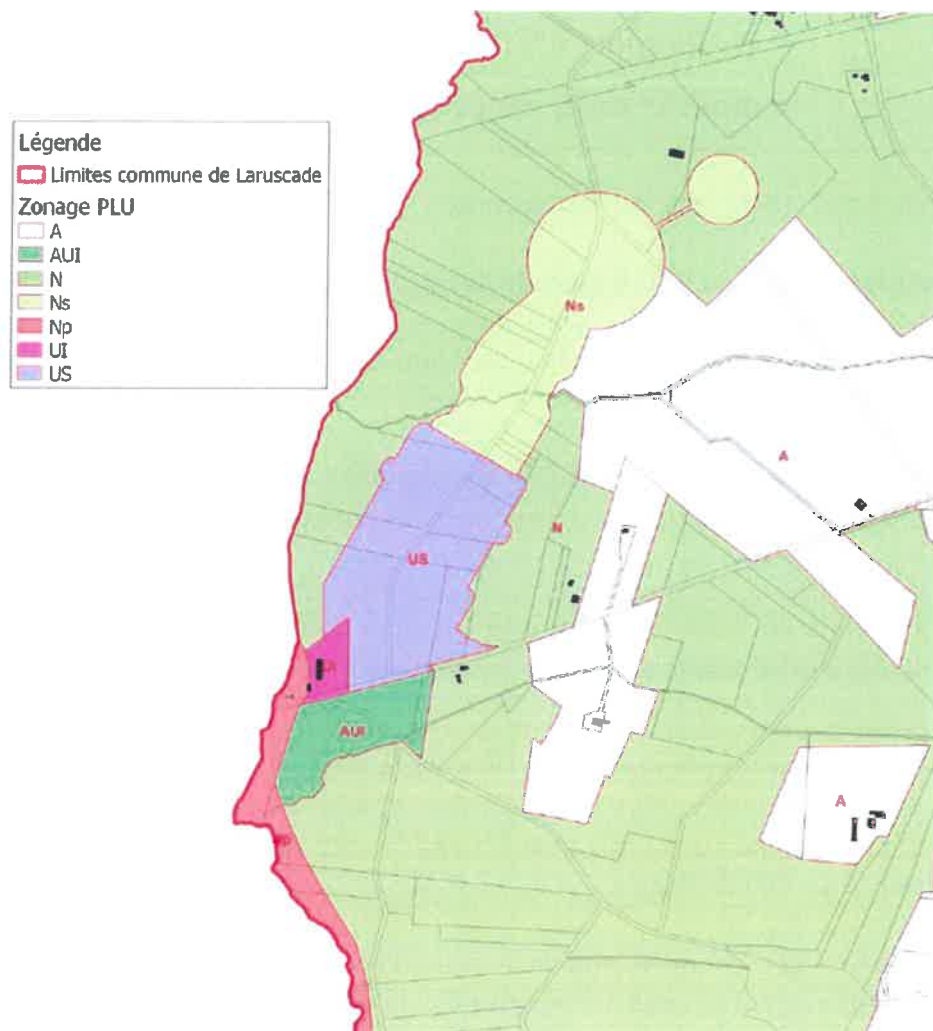 Légende
Limites commune de Laruscade
Zonage PLU
A
AUI
N
Ns
Np
UI
US
Ns
A
N
US
AUI
A